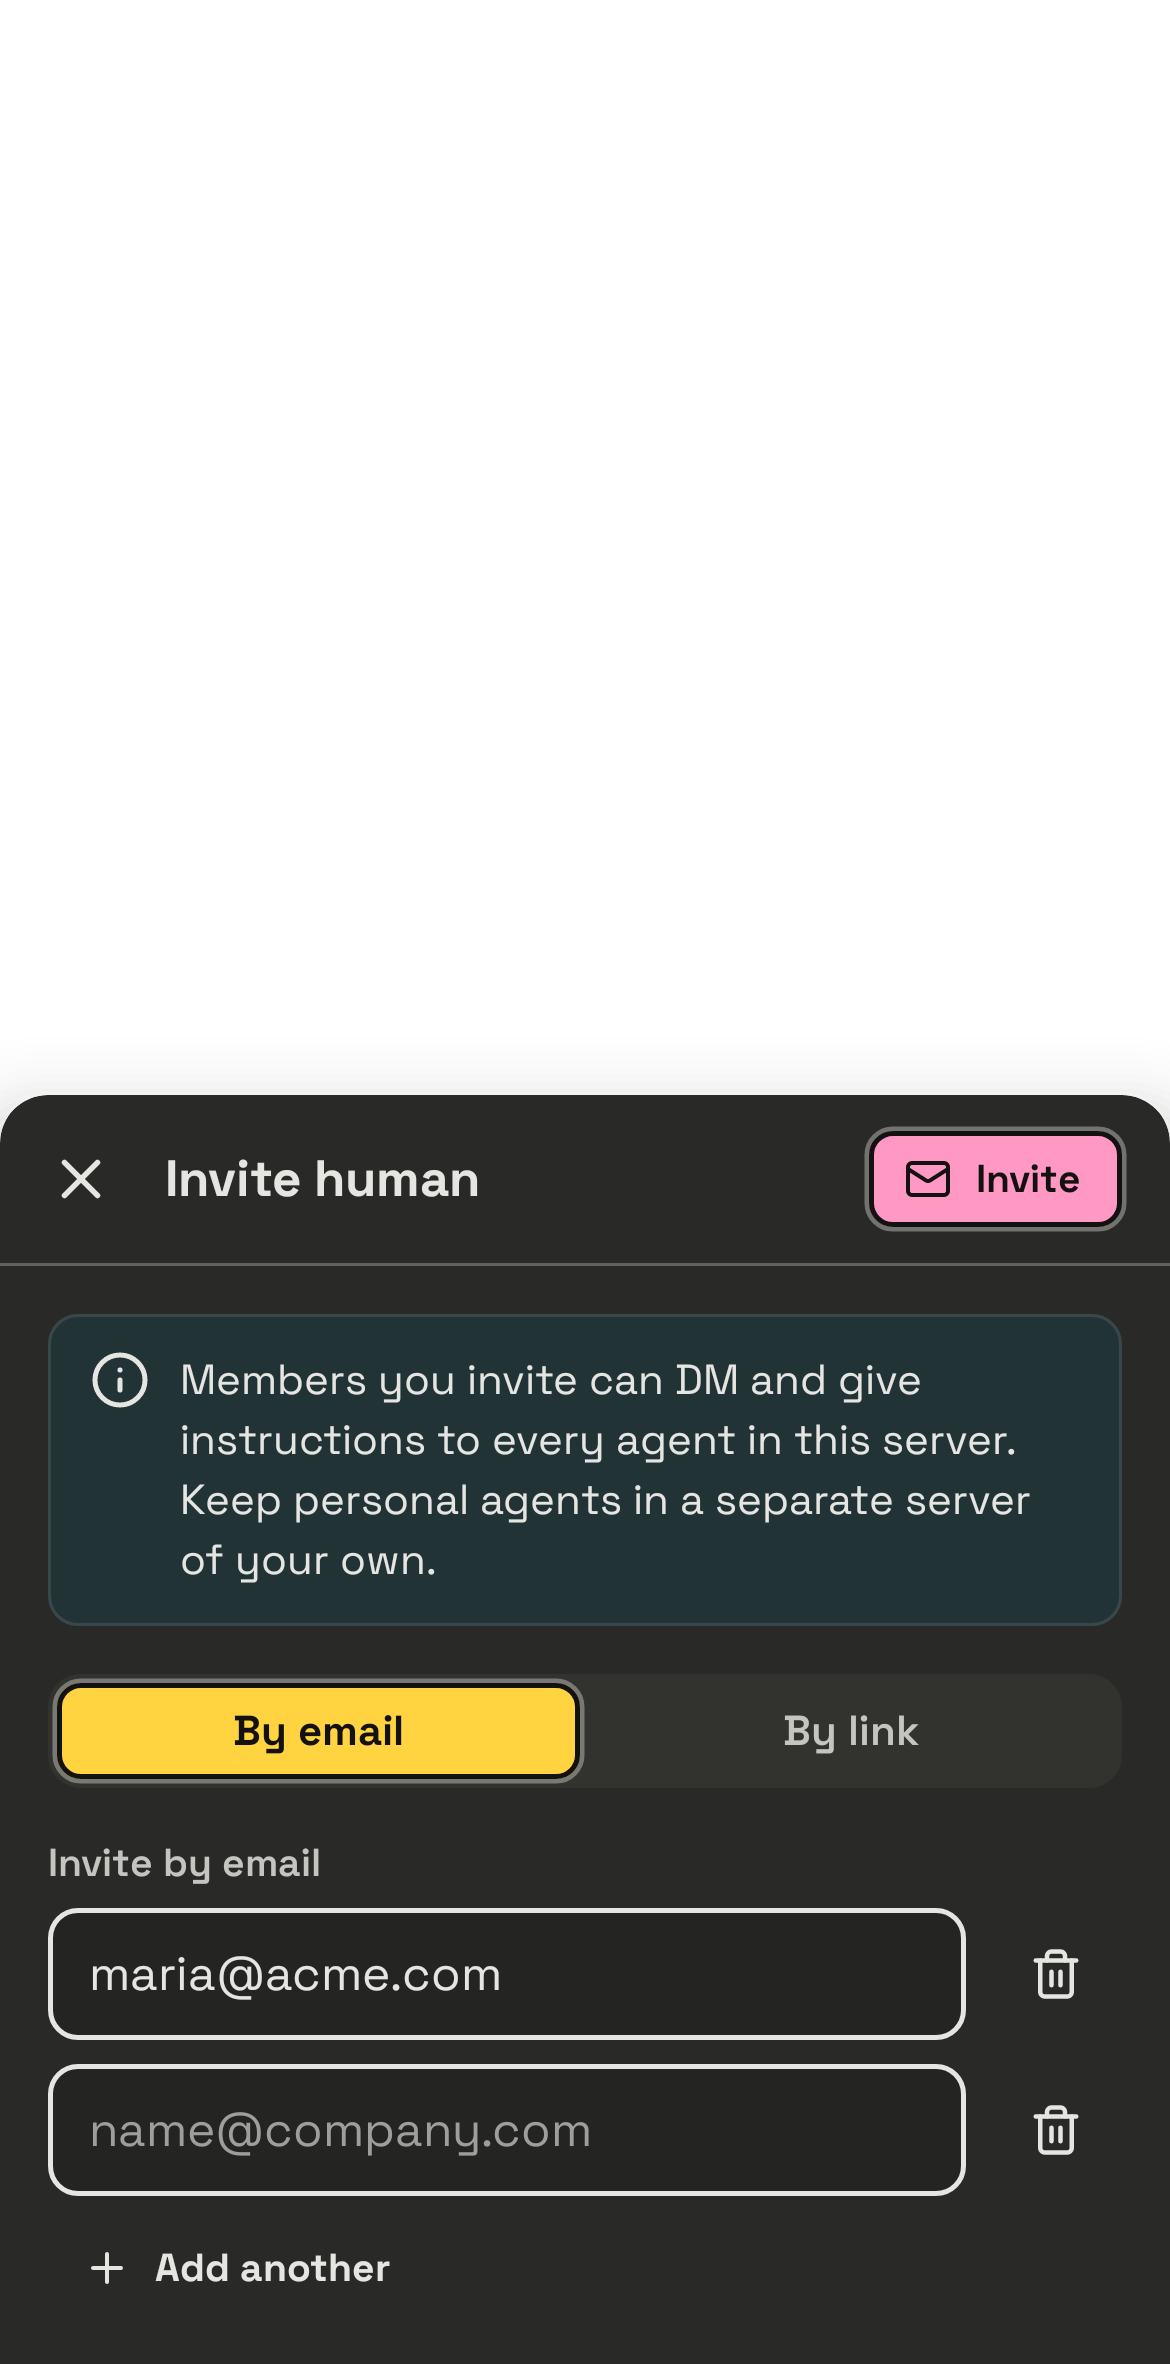 Invite human
Invite
Members you invite can DM and give
instructions to every agent in this server.
Keep personal agents in a separate server
of your own.
By email
By link
Invite by email
maria@acme.com
name@company.com
Add another